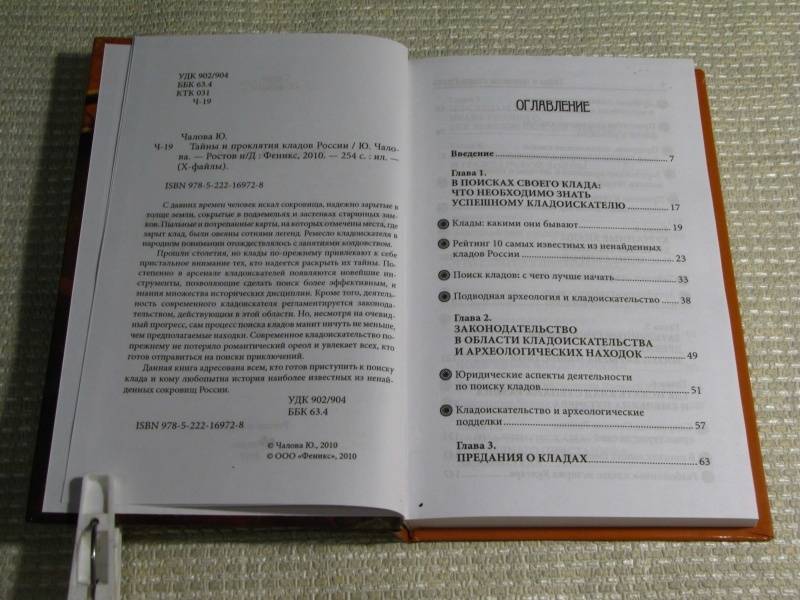 УДК 902/904
ББК 63.4
КТК 031
Ч-19
Чалова Ю.
Ч-19 Тайны и проклятия кладов России / Ю. Чало-
ва. — Ростов н/Д : Феникс, 2010. — 254 с. : ил. —
(Х-файлы).
ISBN 978-5-222-16972-8
С давних времен человек искал сокровища, надежно зарытые в
толще земли, сокрытые в подземельях и застенках старинных зам-
ков. Пыльные и потрепанные карты, на которых отмечены места, где
зарыт клад, были овеяны сотнями легенд. Ремесло кладоискателя в
народном понимании отождествлялось с занятиями колдовством.
Прошли столетия, но клады по-прежнему привлекают к себе
пристальное внимание тех, кто надеется раскрыть их тайны. По-
степенно в арсенале кладоискателей появляются новейшие ин-
струменты, позволяющие сделать поиск более эффективным, и
знания множества исторических дисциплин. Кроме того, деятель-
ность современного кладоискателя регламентируется законода-
тельством, действующим в этой области. Но, несмотря на очевид-
ный прогресс, сам процесс поиска кладов манит ничуть не меньше,
чем предполагаемые находки. Современное кладоискательство по-
прежнему не потеряло романтический ореол и увлекает всех, кто
готов отправиться на поиски приключений.
Данная книга адресована всем, кто готов приступить к поиску
клада и кому любопытна история наиболее известных из ненай-
денных сокровищ России.
УДК 902/904
ББК 63.4
ISBN 978-5-222-16972-8
© Чалова Ю., 2010
© ООО «Феникс», 2010
ОГЛАВЛЕНИЕ
Введение 7
Глава 1.
В ПОИСКАХ СВОЕГО КЛАДА:
ЧТО НЕОБХОДИМО ЗНАТЬ
УСПЕШНОМУ КЛАДОИСКАТЕЛЮ 17
Клады: какими они бывают 19
Рейтинг 10 самых известных из ненайденных
кладов России 23
Поиск кладов: с чего лучше начать 33
Подводная археология и кладоискательство 38
Глава 2.
ЗАКОНОДАТЕЛЬСТВО
В ОБЛАСТИ КЛАДОИСКАТЕЛЬСТВА
И АРХЕОЛОГИЧЕСКИХ НАХОДОК 49
Юридические аспекты деятельности
по поиску кладов 51
Кладоискательство и археологические
подделки 57
Глава 3.
ПРЕДАНИЯ О КЛАДАХ 63